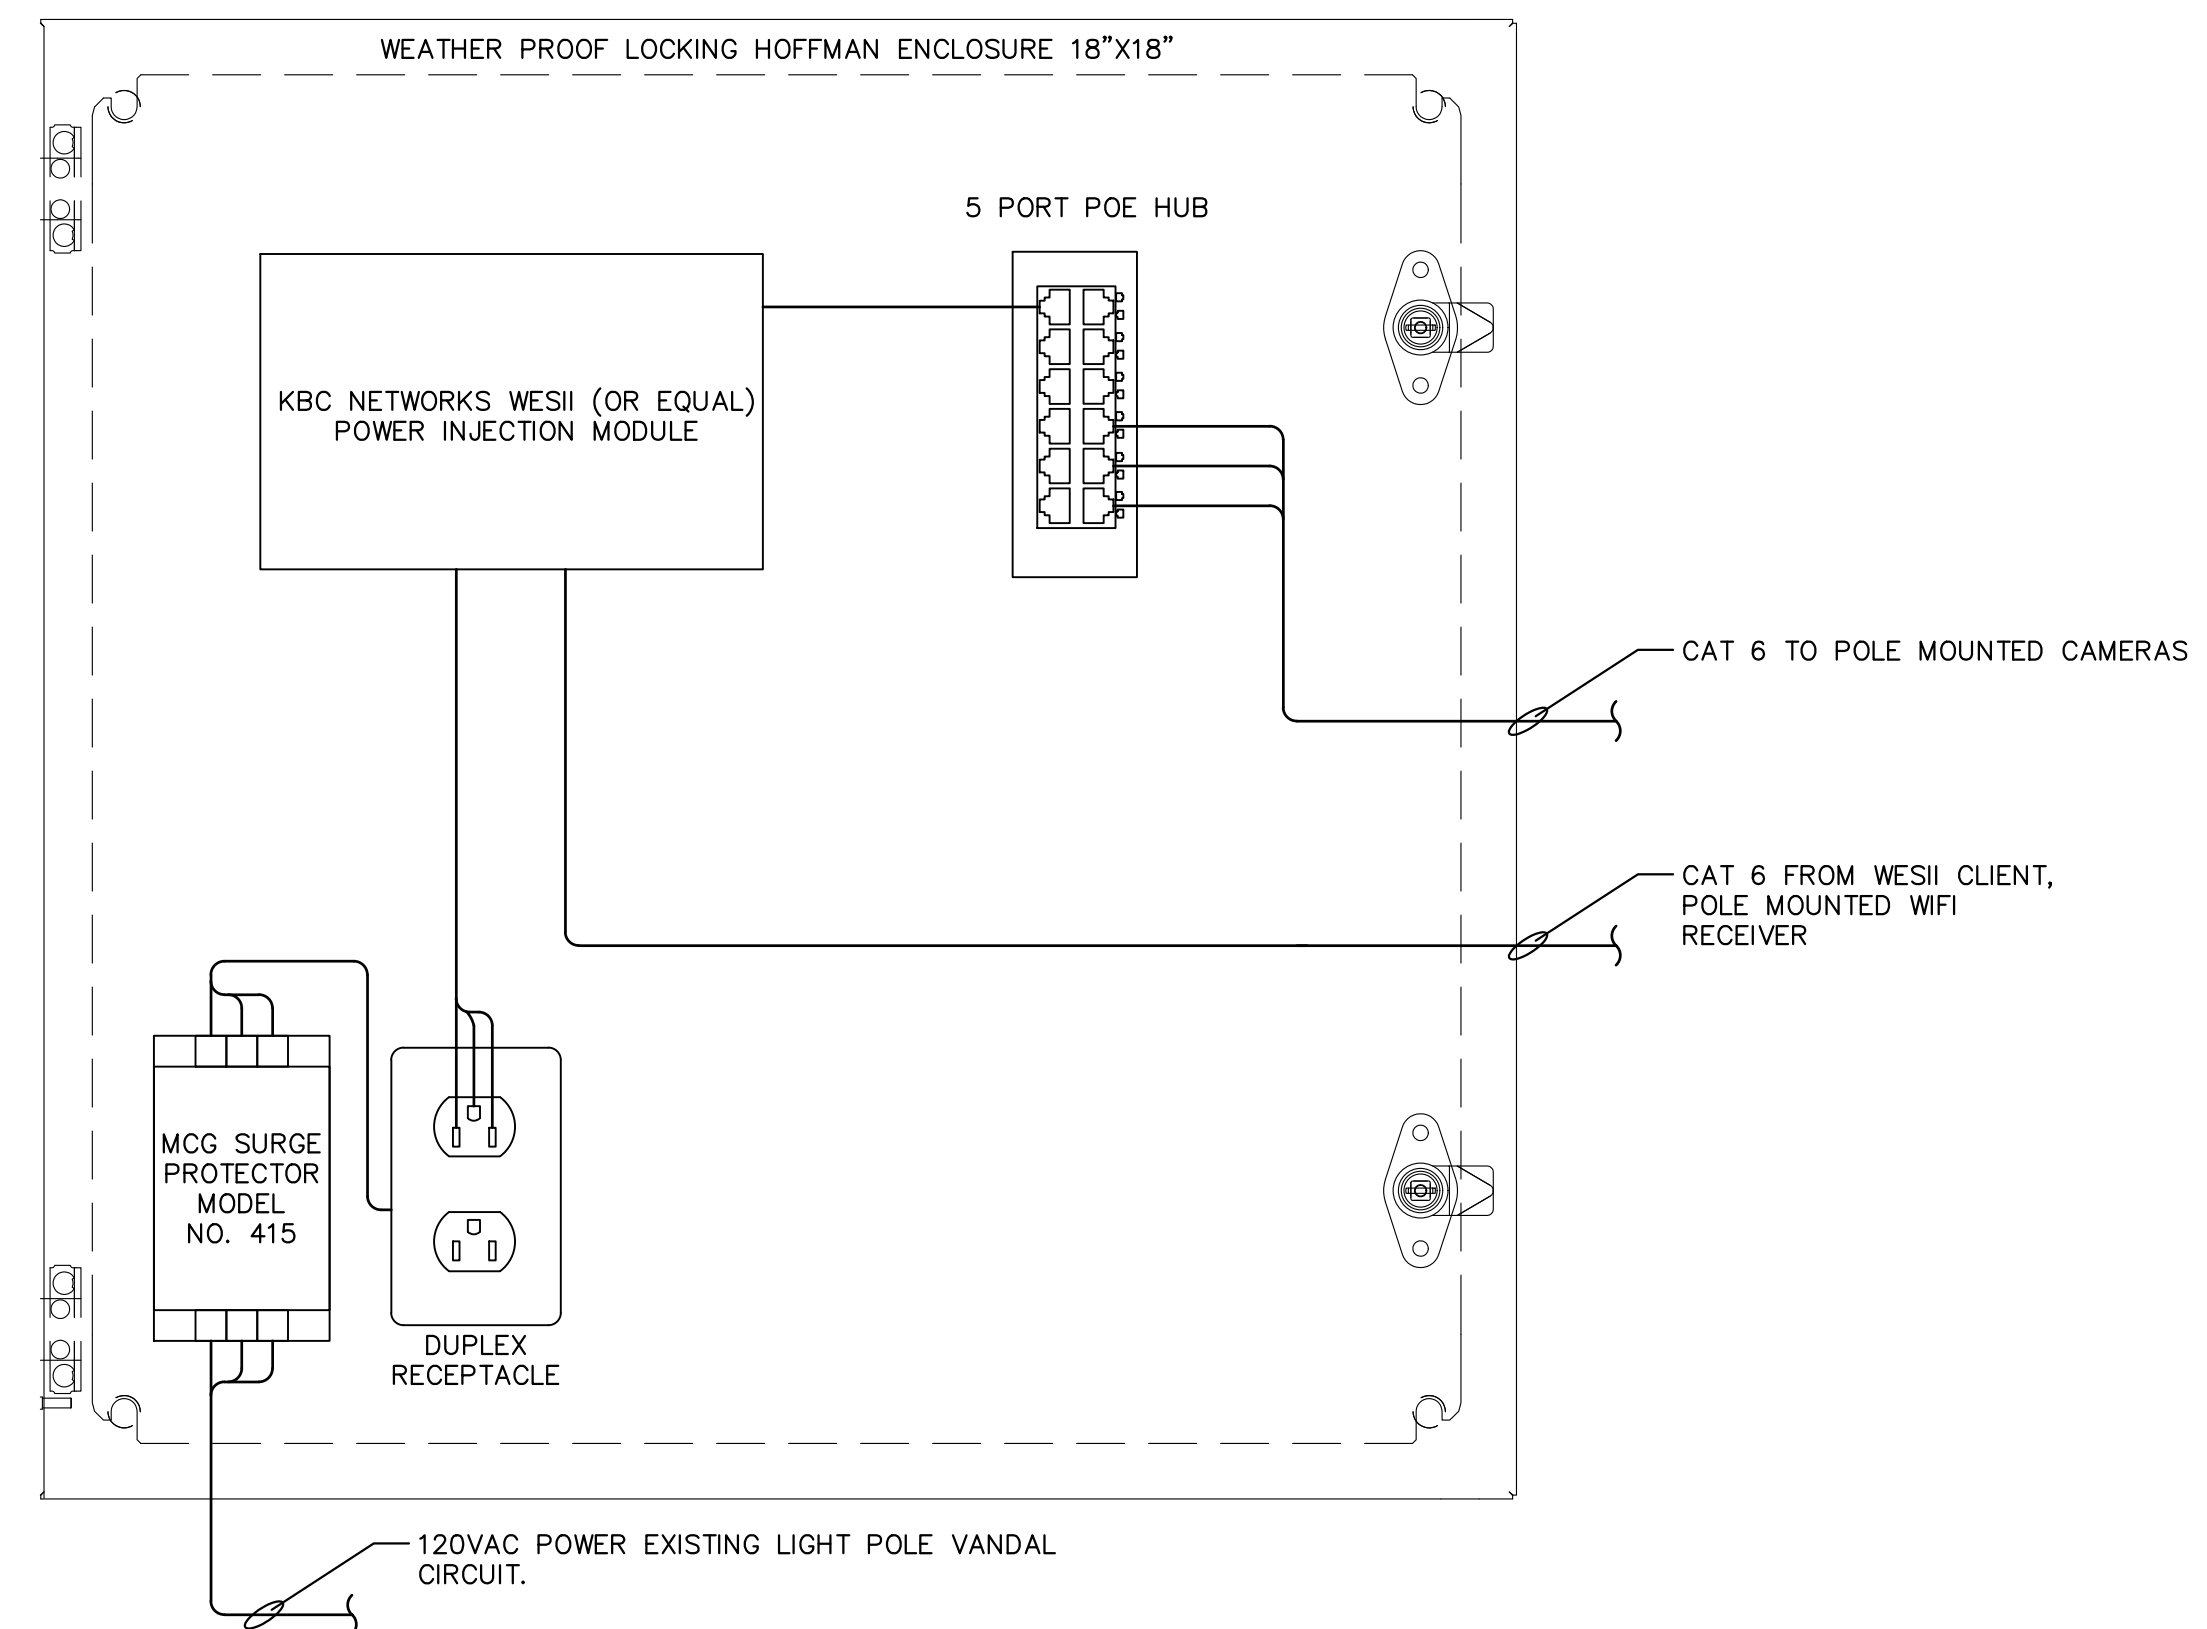 WEATHER PROOF LOCKING HOFFMAN ENCLOSURE 18”X18”
5 PORT POE HUB
KBC NETWORKS WESII (OR EQUAL)
POWER INJECTION MODULE
CAT 6 TO POLE MOUNTED CAMERAS
CAT 6 FROM WESII CLIENT,
POLE MOUNTED WIFI
RECEIVER
MCG SURGE
PROTECTOR
MODEL
NO. 415
DUPLEX
RECEPTACLE
120VAC POWER EXISTING LIGHT POLE VANDAL
CIRCUIT.